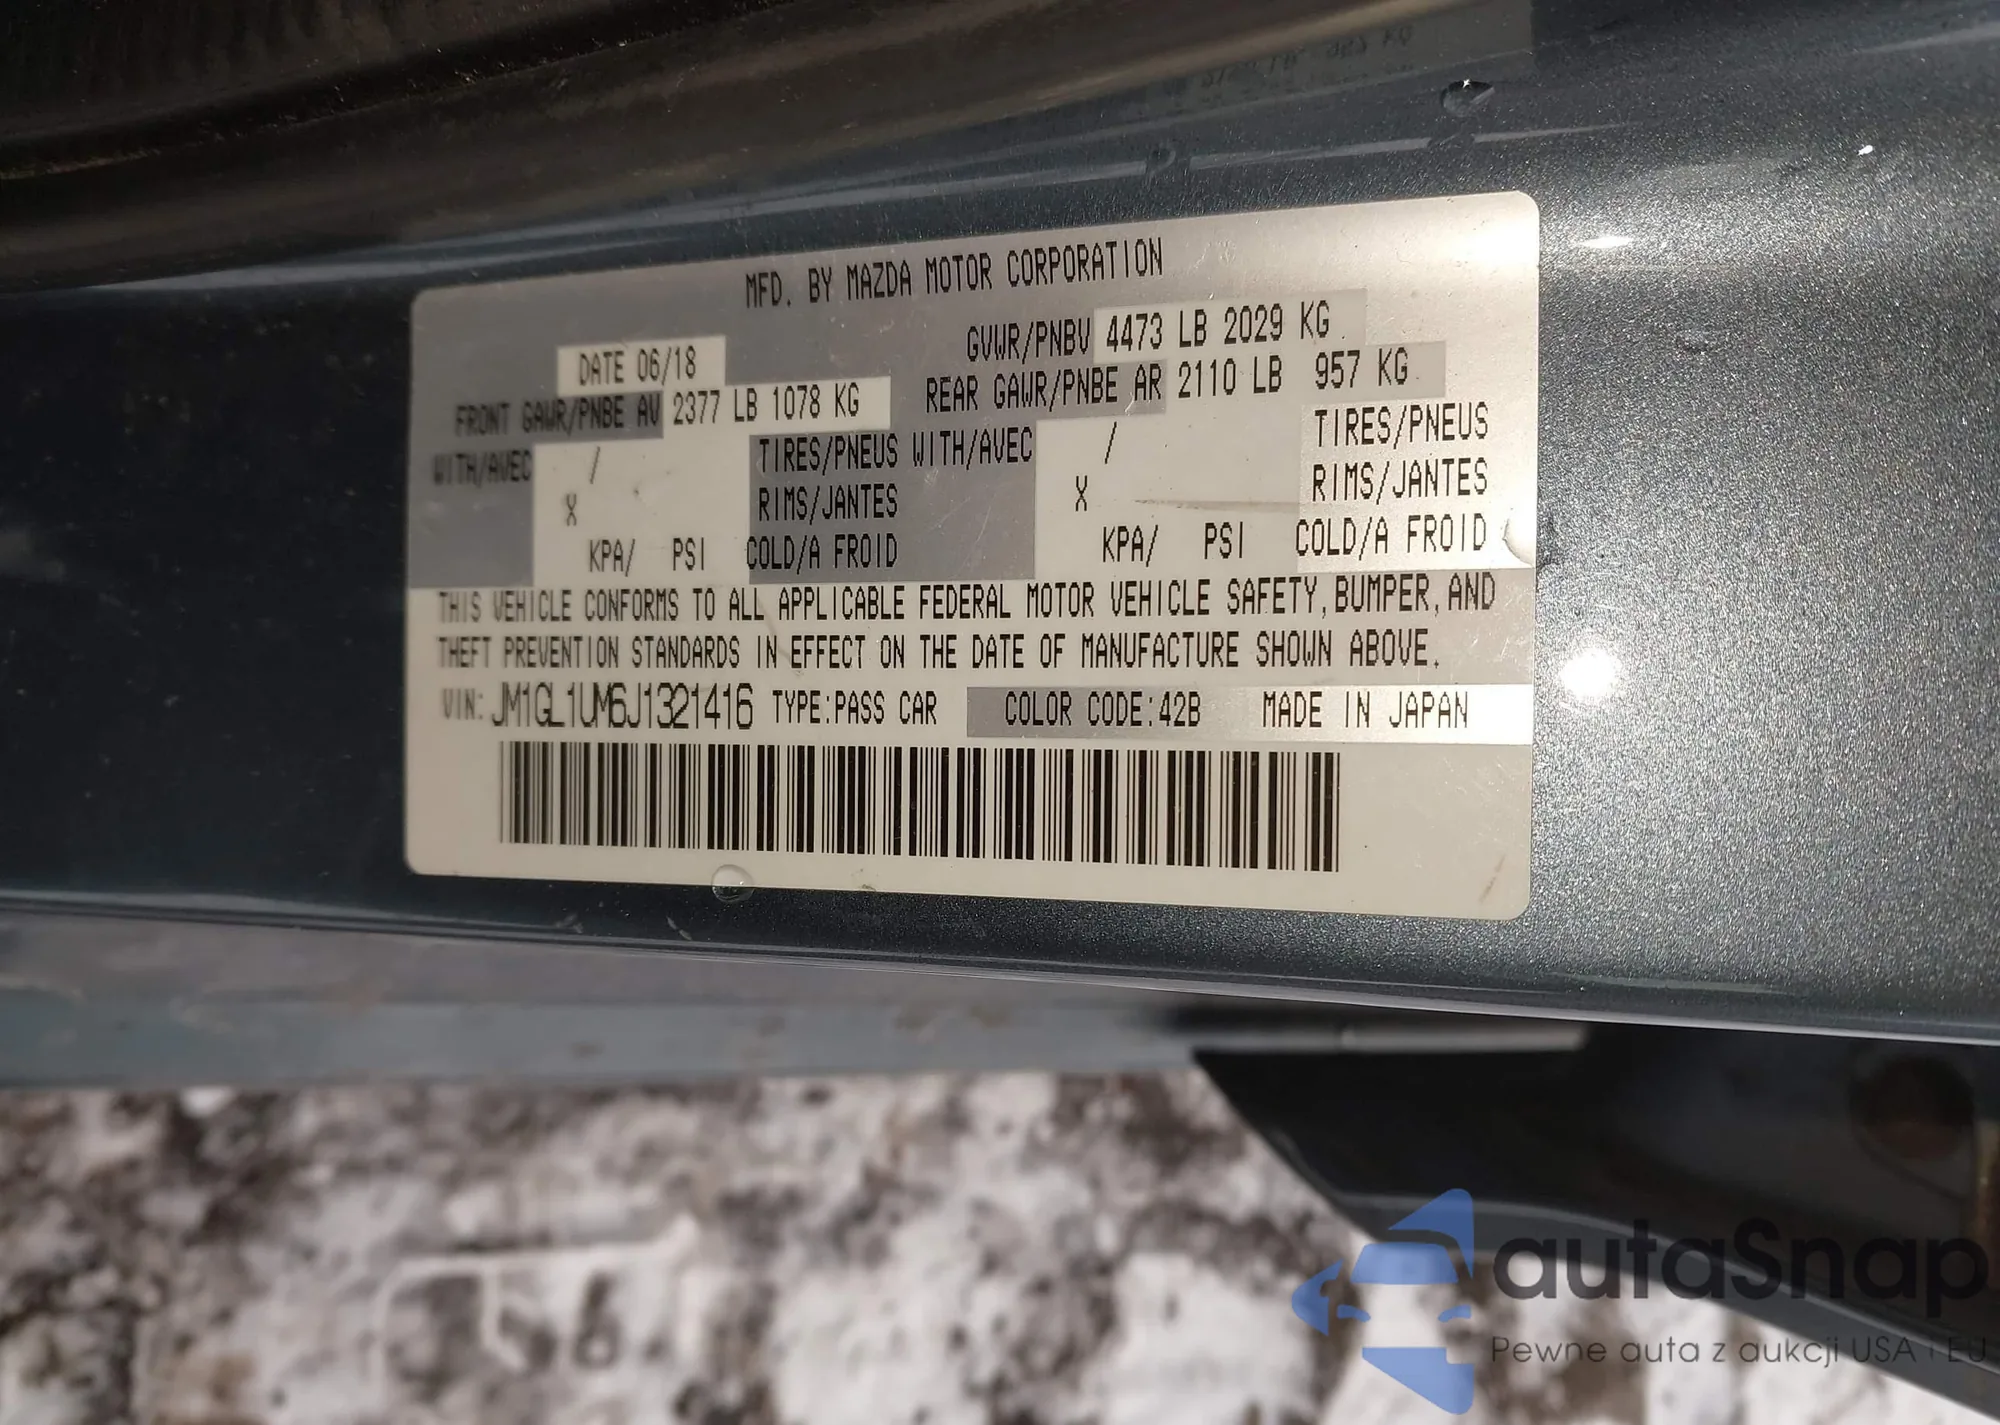 MFD. BY MAZDA MOTOR CORPORATION
DATE 06/18 GVWR/PNBV 4473 LB 2029 KG
FRONT GAWR/PNBE AV 2377 LB 1078 KG REAR GAWR/PNBE AR 2110 LB 957 KG
WITH/AVEC / TIRES/PNEUS WITH/AVEC / TIRES/PNEUS
X RIMS/JANTES X RIMS/JANTES
KPA/ PSI COLD/A FROID KPA/ PSI COLD/A FROID
THIS VEHICLE CONFORMS TO ALL APPLICABLE FEDERAL MOTOR VEHICLE SAFETY, BUMPER, AND
THEFT PREVENTION STANDARDS IN EFFECT ON THE DATE OF MANUFACTURE SHOWN ABOVE.
VIN: JM1GL1UM6J1321416 TYPE:PASS CAR COLOR CODE:42B MADE IN JAPAN
autaSnap
Pewne auta z aukcji USA i EU